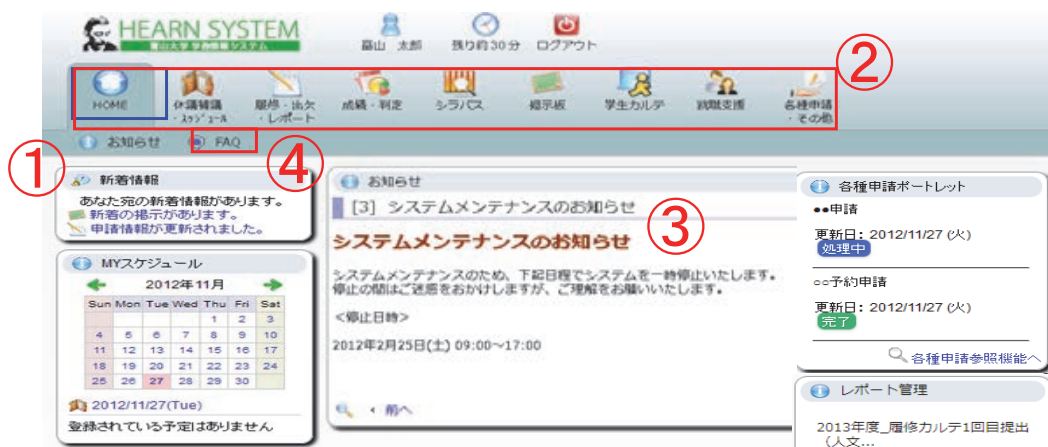 HEARN SYSTEM
富山大学 学務情報システム
富山 太郎
残り約30分
ログアウト
②
HOME
休講補講
・スケジュール
履修・出欠
・レポート
成績・判定
シラバス
掲示板
学生カルテ
就職支援
各種申請
・その他
お知らせ
FAQ
①
④
新着情報
あなた宛の新着情報があります。
新着の掲示があります。
申請情報が更新されました。
MYスケジュール
2012年11月
Sun Mon Tue Wed Thu Fri Sat
1 2 3
4 5 6 7 8 9 10
11 12 13 14 15 16 17
18 19 20 21 22 23 24
25 26 27 28 29 30
2012/11/27(Tue)
登録されている予定はありません
お知らせ
[3] システムメンテナンスのお知らせ
③
システムメンテナンスのお知らせ
システムメンテナンスのため、下記日程でシステムを一時停止いたします。
停止の間はご迷惑をおかけしますが、ご理解をお願いいたします。
<停止日時>
2012年2月25日(土) 09:00～17:00
< 前へ
各種申請ポートレット
●●申請
更新日: 2012/11/27 (火)
処理中
○○予約申請
更新日: 2012/11/27 (火)
完了
各種申請参照機能へ
レポート管理
2013年度_履修カルテ1回目提出
（人文...